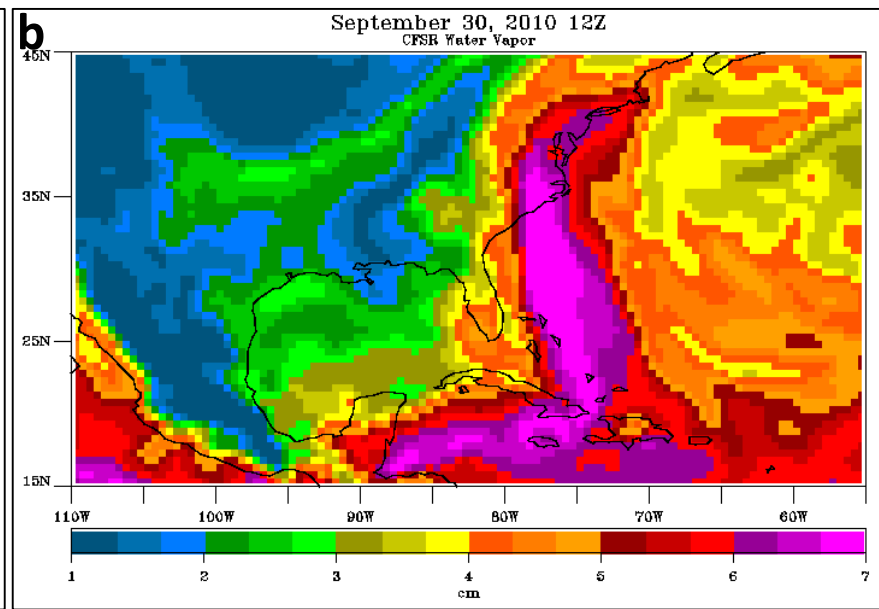 b
September 30, 2010 12Z
CFSR Water Vapor
45N
35N
25N
15N
110W 100W 90W 80W 70W 60W
1 2 3 4 5 6 7
cm